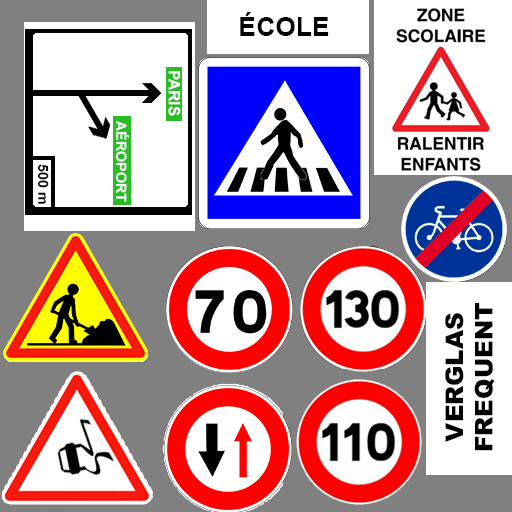 ÉCOLE
ZONE
SCOLAIRE
RALENTIR
ENFANTS
PARIS
AÉROPORT
500 m
70
130
110
VERGLAS
FREQUENT